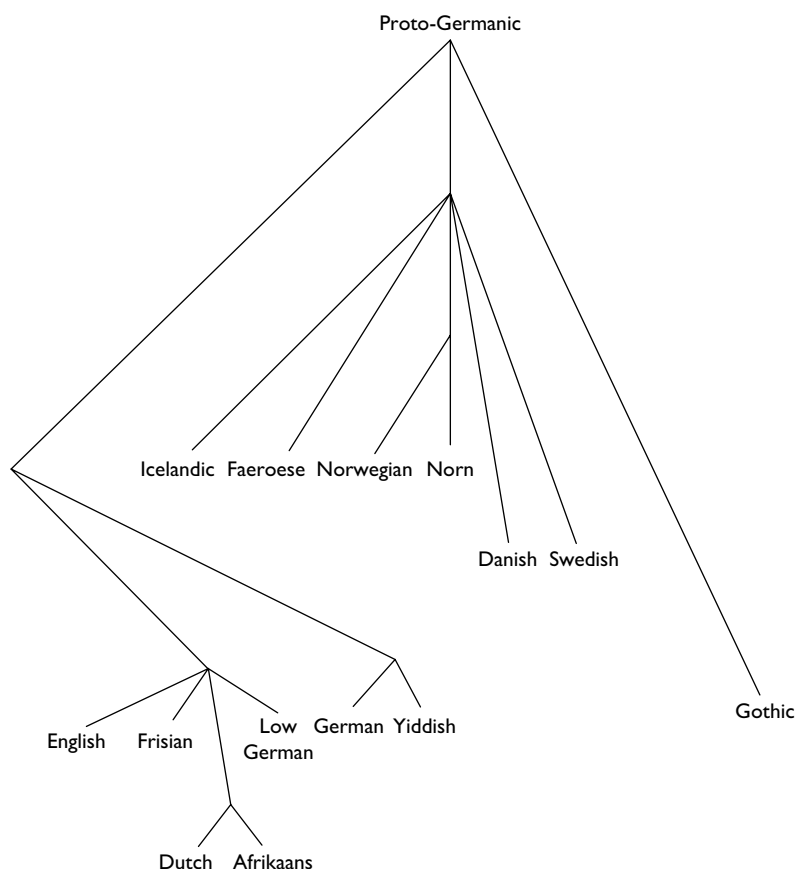 Proto-Germanic
Icelandic Faeroese Norwegian Norn
Danish Swedish
Gothic
English Frisian Low German German Yiddish
Dutch Afrikaans